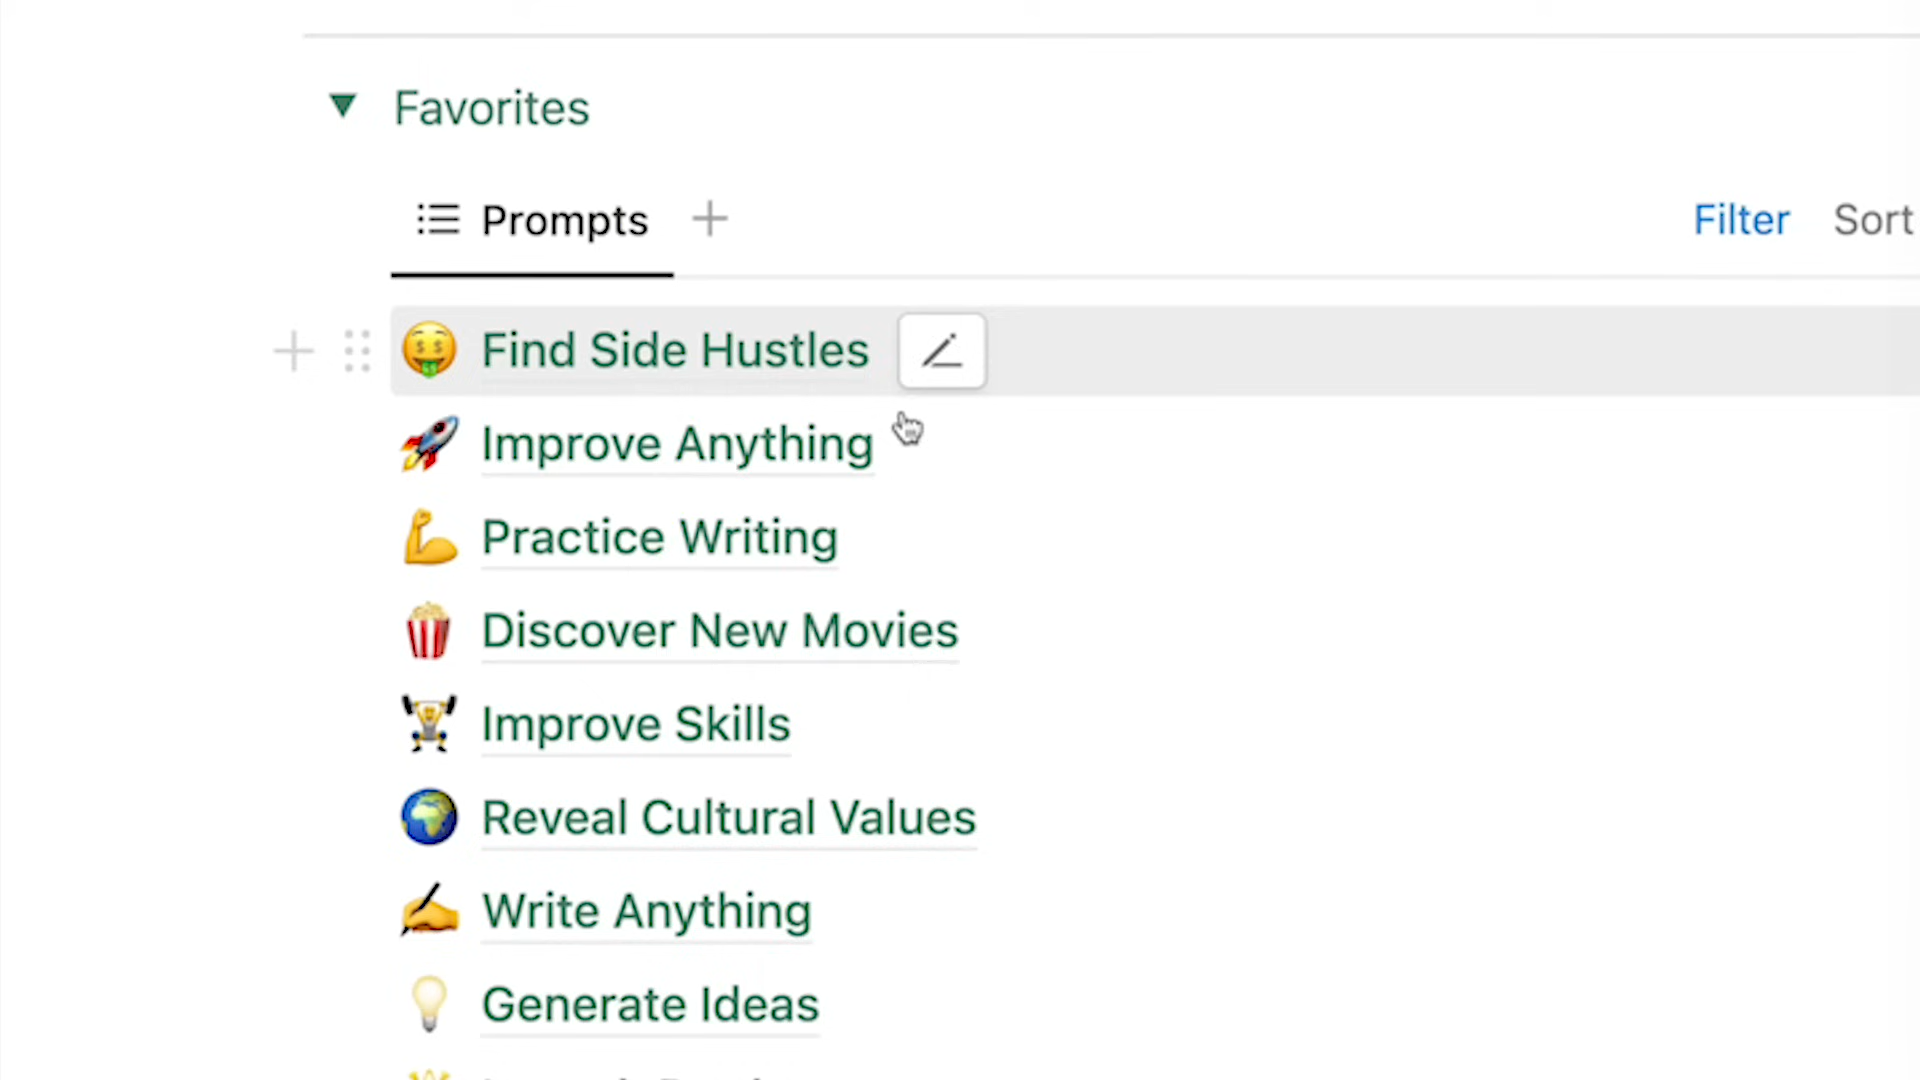 Favorites
Prompts
Filter Sort
Find Side Hustles
Improve Anything
Practice Writing
Discover New Movies
Improve Skills
Reveal Cultural Values
Write Anything
Generate Ideas